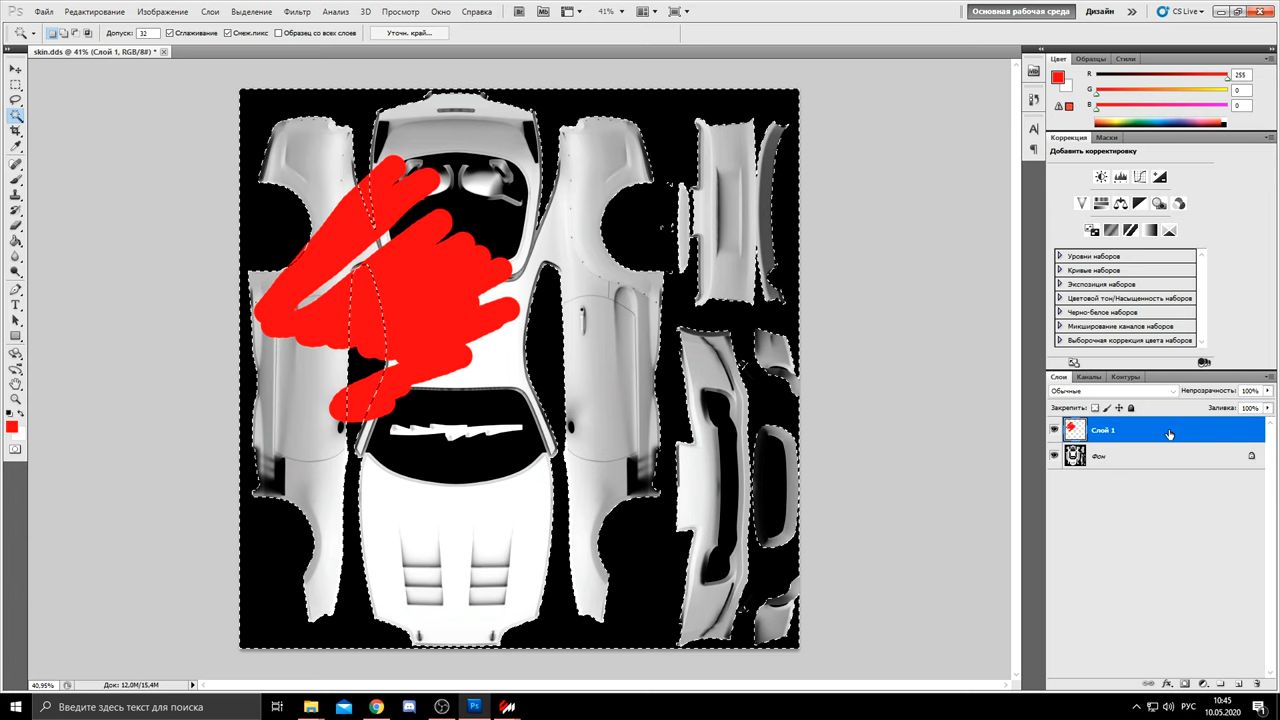 Ps Файл Редактирование Изображение Слои Выделение Фильтр Анализ 3D Просмотр Окно Справка Br Mb 41% Основная рабочая среда Дизайн CS Live
Допуск: 32 Сглаживание Смеж.пикс Образец со всех слоев Уточн. край...
skin.dds @ 41% (Слой 1, RGB/8#) *
Цвет Образцы Стили
R 255
G 0
B 0
Коррекция Маски
Добавить корректировку
Уровни наборов
Кривые наборов
Экспозиция наборов
Цветовой тон/Насыщенность наборов
Черно-белое наборов
Микширование каналов наборов
Выборочная коррекция цвета наборов
Слои Каналы Контуры
Обычные Непрозрачность: 100%
Закрепить: Заливка: 100%
Слой 1
Фон
40,95% Док: 12,0M/15,4M
Введите здесь текст для поиска
РУС
10:45
10.05.2020